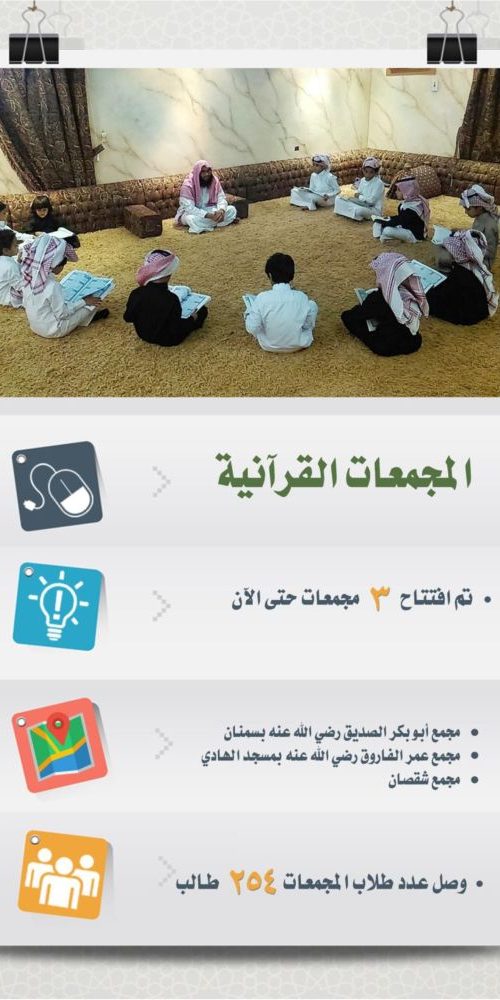 المجمعات القرآنية
• تم افتتاح ٣ مجمعات حتى الآن
• مجمع أبو بكر الصديق رضي الله عنه بسمنان
• مجمع عمر الفاروق رضي الله عنه بمسجد الهادي
• مجمع شقصان
• وصل عدد طلاب المجمعات ٢٥٤ طالب